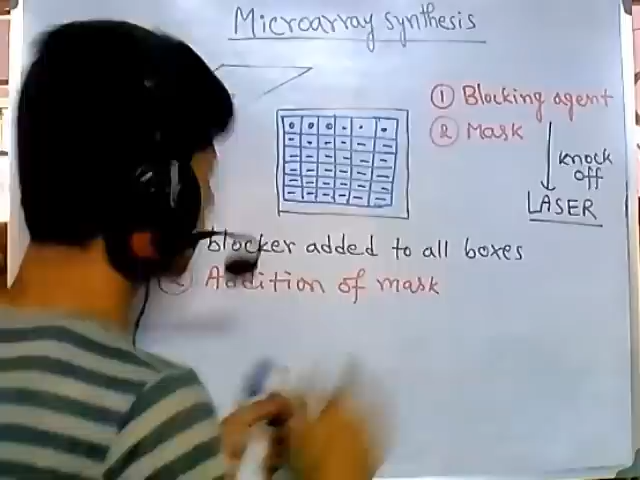 Microarray synthesis
① Blocking agent
② Mask
knock
off
LASER
blocker added to all boxes
Addition of mask